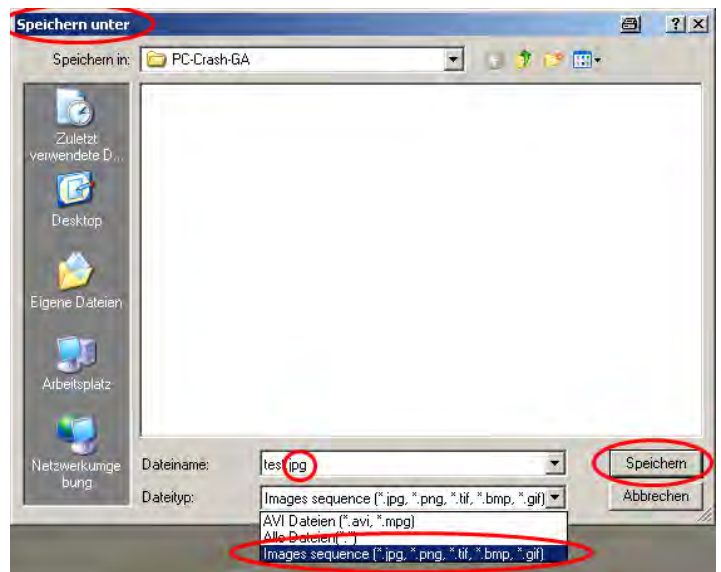 Speichern unter
Speichern in: PC-Crash-GA
Zuletzt
verwendete D...
Desktop
Eigene Dateien
Arbeitsplatz
Netzwerkumge
bung
Dateiname: test.jpg Speichern
Dateityp: Images sequence (*.jpg, *.png, *.tif, *.bmp, *.gif) Abbrechen
AVI Dateien (*.avi, *.mpg)
Alle Dateien(*.*)
Images sequence (*.jpg, *.png, *.tif, *.bmp, *.gif)